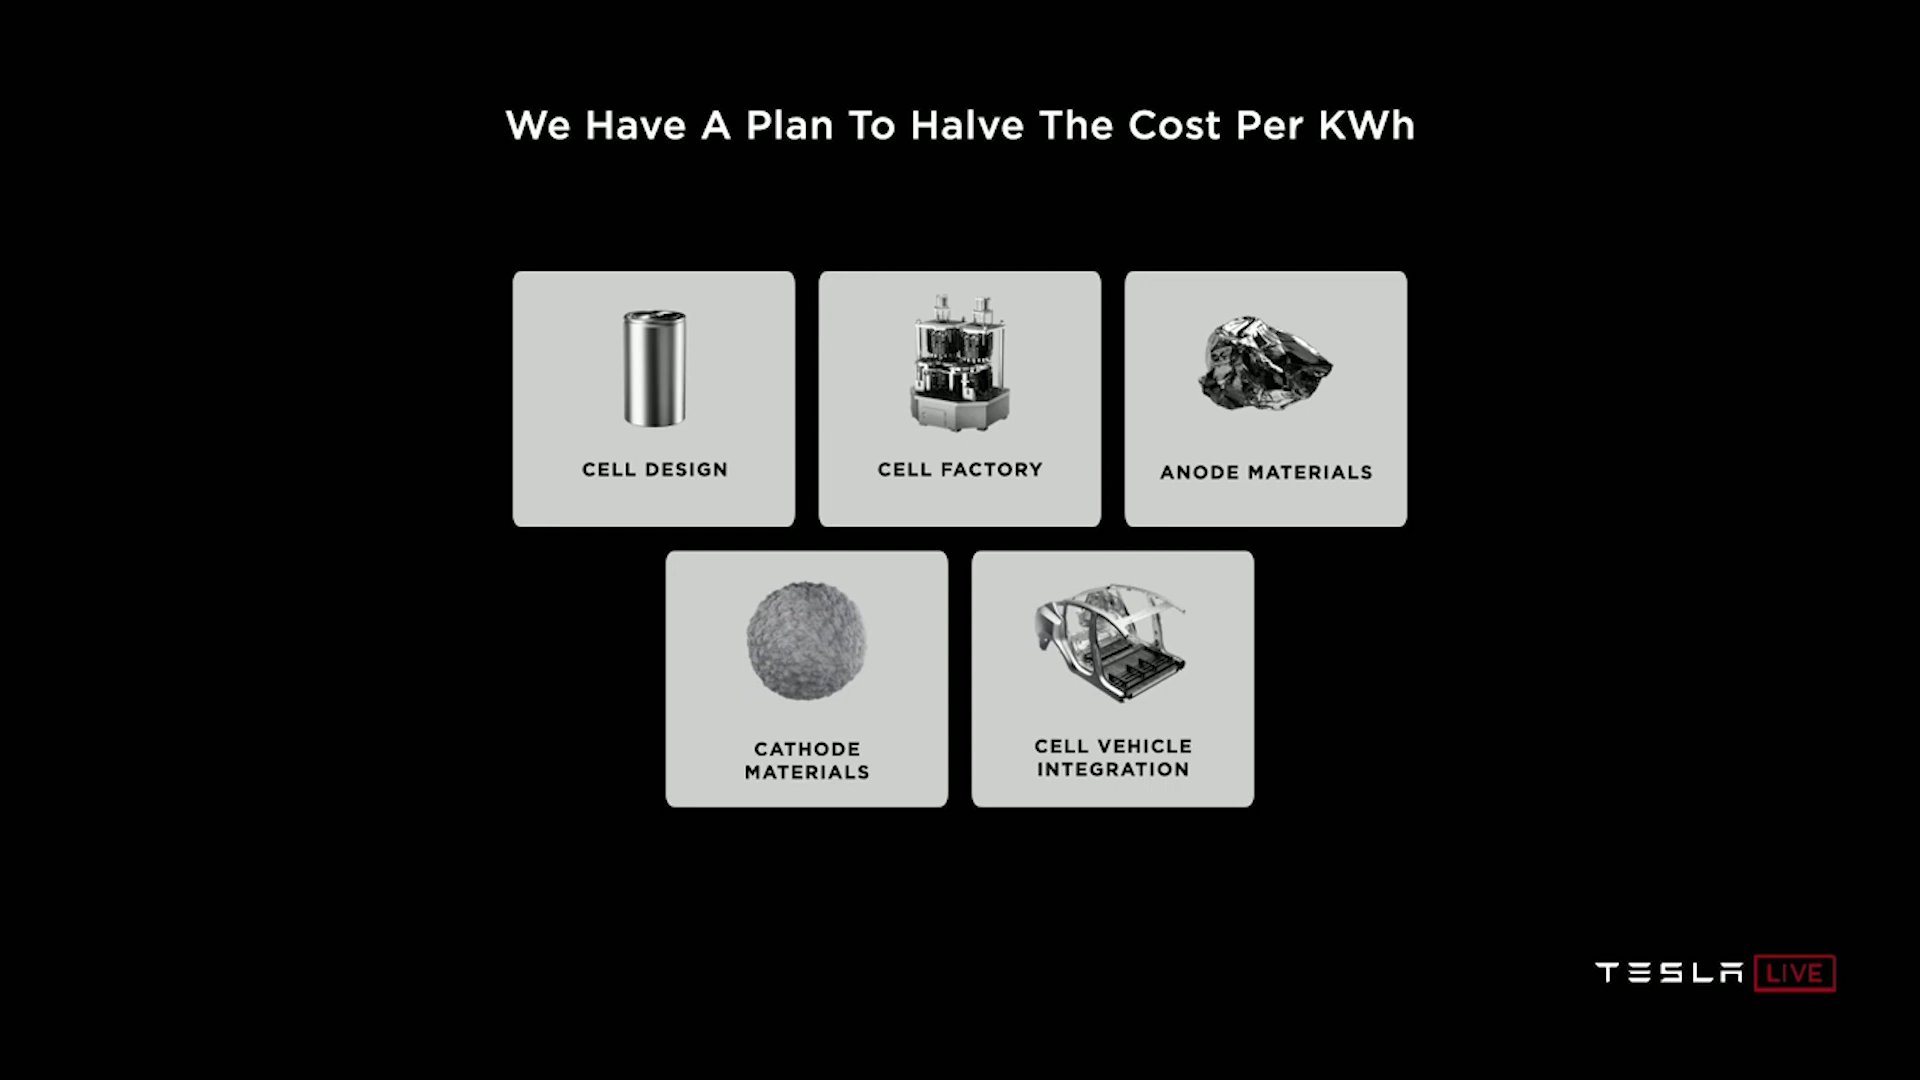 We Have A Plan To Halve The Cost Per KWh
CELL DESIGN
CELL FACTORY
ANODE MATERIALS
CATHODE
MATERIALS
CELL VEHICLE
INTEGRATION
TESLA LIVE